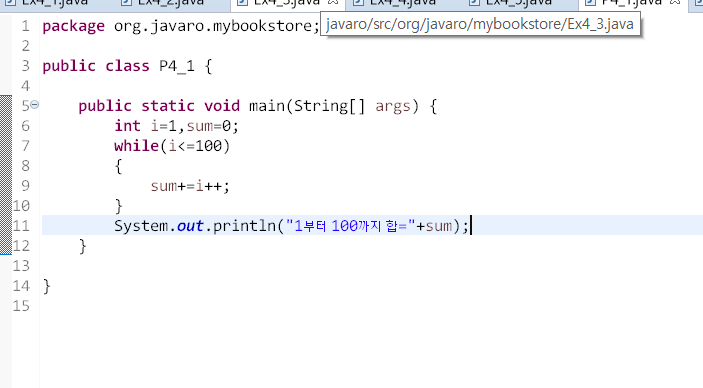 Ex4_1.java Ex4_2.java Ex4_3.java Ex4_4.java Ex4_5.java P4_1.java
1 package org.javaro.mybookstore;
javaro/src/org/javaro/mybookstore/Ex4_3.java
2
3 public class P4_1 {
4
5 public static void main(String[] args) {
6 int i=1,sum=0;
7 while(i<=100)
8 {
9 sum+=i++;
10 }
11 System.out.println("1부터 100까지 합="+sum);
12 }
13
14 }
15